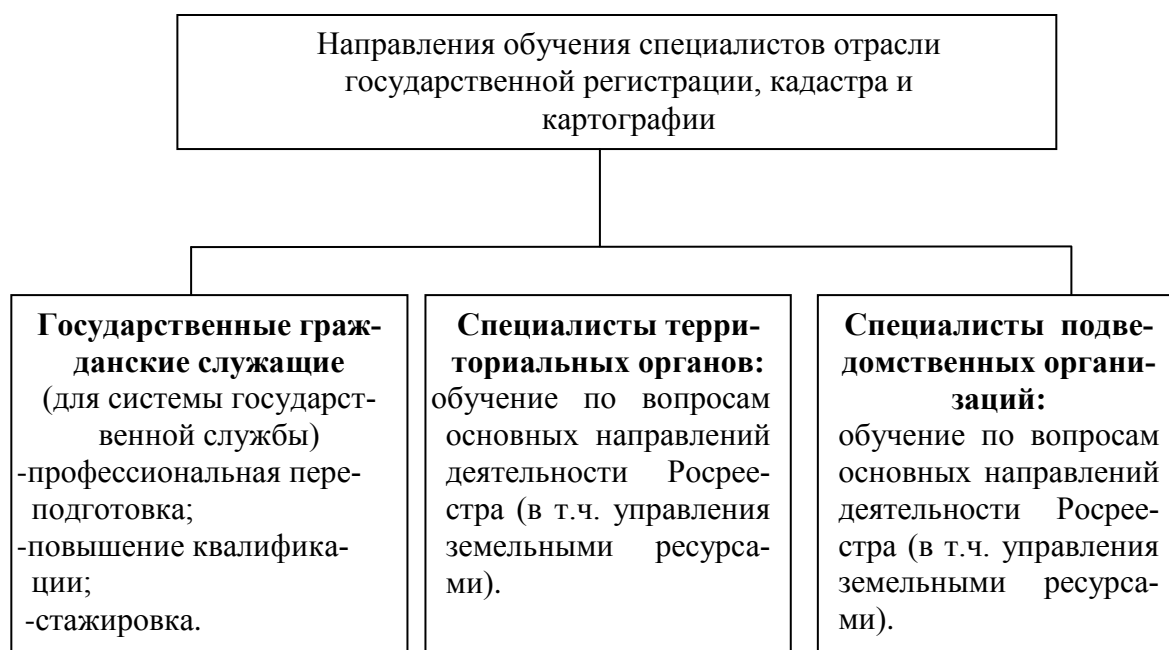 Направления обучения специалистов отрасли
государственной регистрации, кадастра и
картографии
Государственные граж-
данские служащие
(для системы государст-
венной службы)
-профессиональная пере-
подготовка;
-повышение квалифика-
ции;
-стажировка.
Специалисты терри-
ториальных органов:
обучение по вопросам
основных направлений
деятельности Росрее-
стра (в т.ч. управления
земельными ресурса-
ми).
Специалисты подве-
домственных органи-
заций:
обучение по вопросам
основных направлений
деятельности Росрее-
стра (в т.ч. управления
земельными ресурса-
ми).